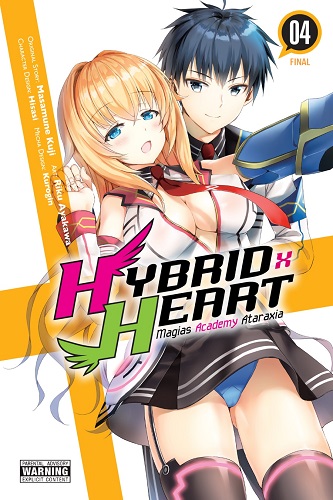 04
FINAL
Original Story: Masamune Kuji
Character Design: Hisasi
Mecha Design: Kurogin
Art: Riku Ayakawa
HYBRID x
HEART
Magias Academy Ataraxia
PARENTAL ADVISORY
WARNING
EXPLICIT CONTENT